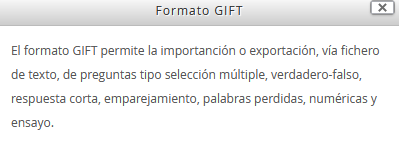 Formato GIFT
El formato GIFT permite la importanción o exportación, vía fichero
de texto, de preguntas tipo selección múltiple, verdadero-falso,
respuesta corta, emparejamiento, palabras perdidas, numéricas y
ensayo.